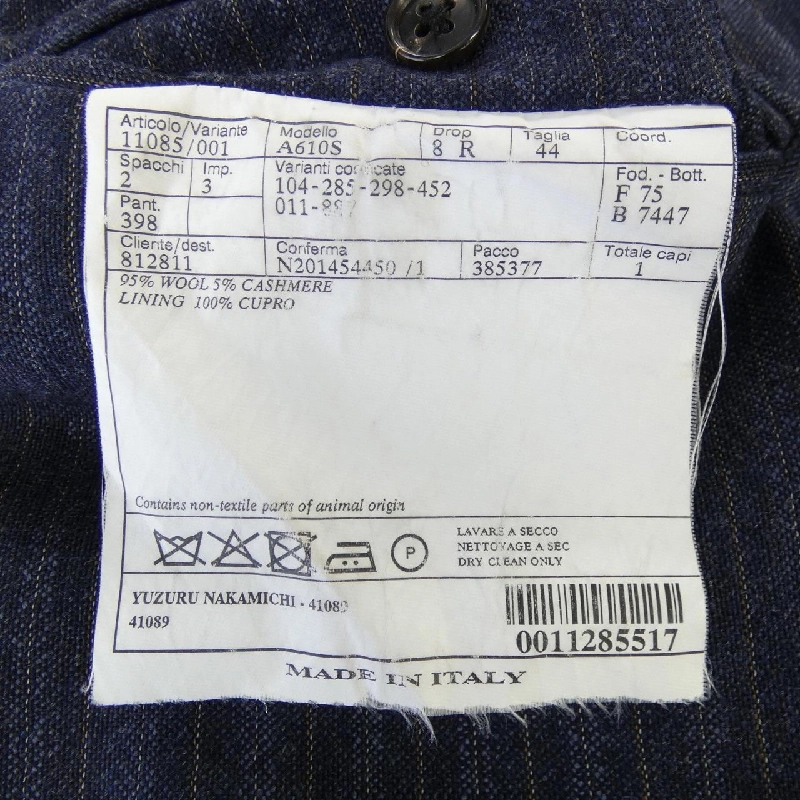 Articolo/Variante Modello Drop Taglia Coord.
11085/001 A610S 8 R 44
Spacchi Imp. Varianti Fod. - Bott.
2 3 104-285-298-452 F 75
Pant. B 7447
398
Cliente/dest. Conferma Pacco Totale capi
812811 N201454450 /1 385377 1
95% WOOL 5% CASHMERE
LINING 100% CUPRO
Contains non-textile parts of animal origin
P
LAVARE A SECCO
NETTOYAGE A SEC
DRY CLEAN ONLY
YUZURU NAKAMICHI - 41089
41089
0011285517
MADE IN ITALY